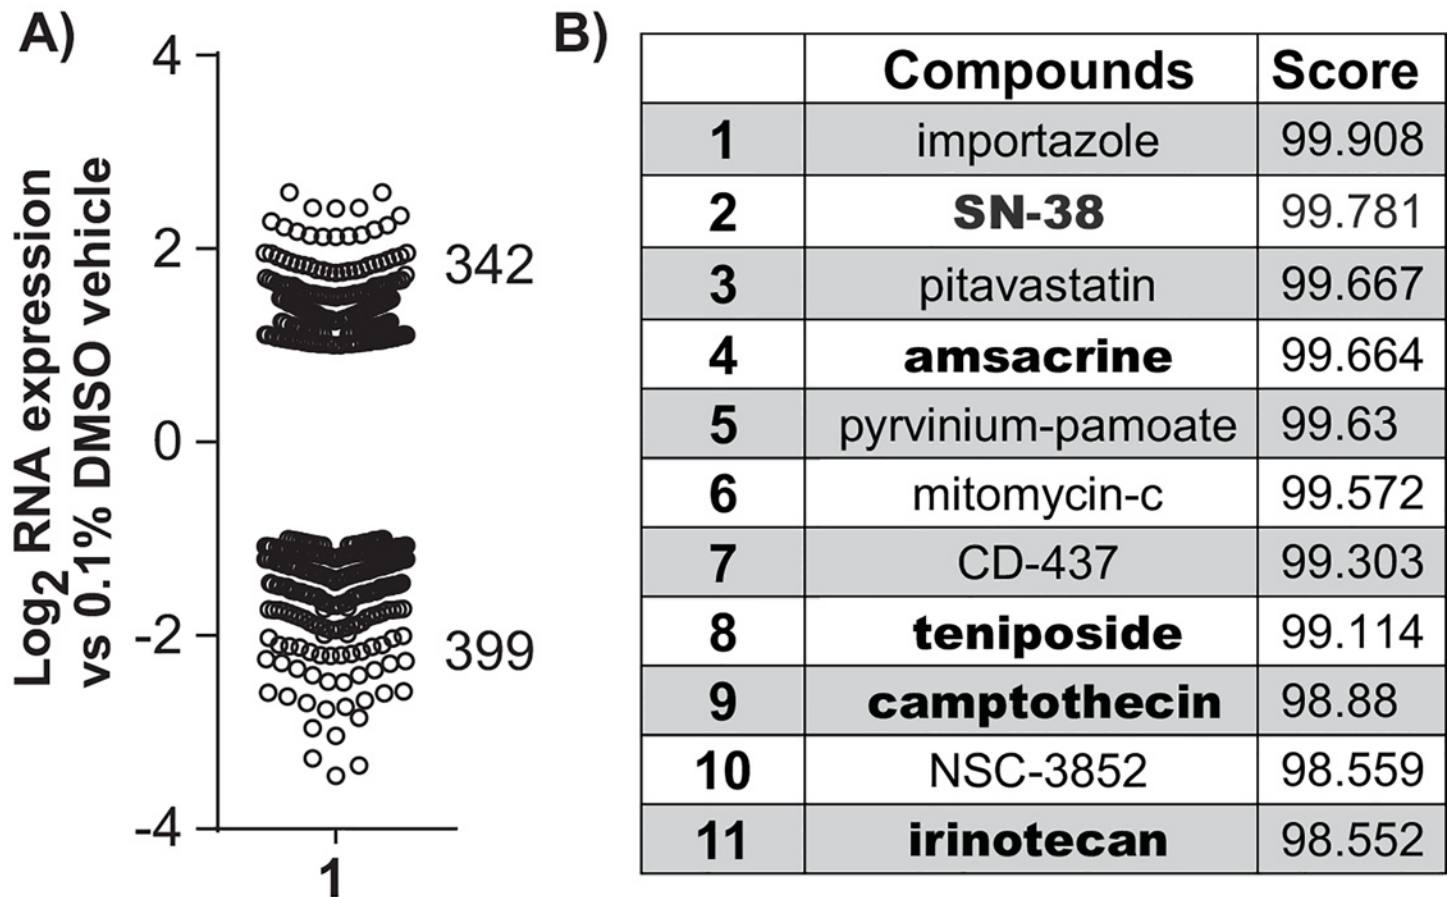 A)
Log2 RNA expression
vs 0.1% DMSO vehicle
4
2
0
-2
-4
342
399
1
B)
Compounds Score
1 importazole 99.908
2 SN-38 99.781
3 pitavastatin 99.667
4 amsacrine 99.664
5 pyrvinium-pamoate 99.63
6 mitomycin-c 99.572
7 CD-437 99.303
8 teniposide 99.114
9 camptothecin 98.88
10 NSC-3852 98.559
11 irinotecan 98.552